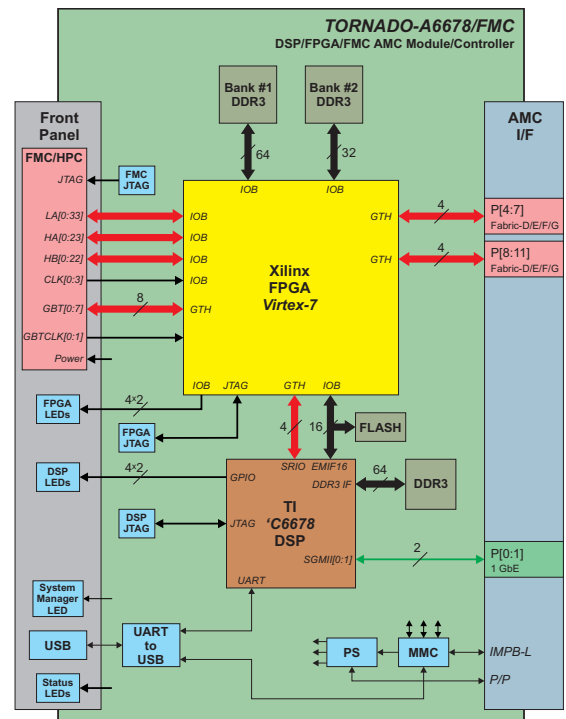 TORNADO-A6678/FMC
DSP/FPGA/FMC AMC Module/Controller
Bank #1
DDR3
Bank #2
DDR3
64
32
IOB
IOB
Front
Panel
AMC
I/F
FMC/HPC
JTAG
FMC
JTAG
LA[0:33]
IOB
HA[0:23]
IOB
HB[0:22]
IOB
CLK[0:3]
IOB
GBT[0:7]
8
GTH
GBTCLK[0:1]
Power
Xilinx
FPGA
Virtex-7
GTH
4
P[4:7]
Fabric-D/E/F/G
GTH
4
P[8:11]
Fabric-D/E/F/G
IOB
JTAG
GTH
IOB
FPGA
LEDs
4x2
FPGA
JTAG
4
16
FLASH
DSP
LEDs
4x2
GPIO
SRIO
EMIF16
DDR3 IF
64
DDR3
DSP
JTAG
JTAG
TI
'C6678
DSP
SGMII[0:1]
2
P[0:1]
1 GbE
UART
System
Manager
LED
USB
UART
to
USB
PS
MMC
IMPB-L
P/P
Status
LEDs